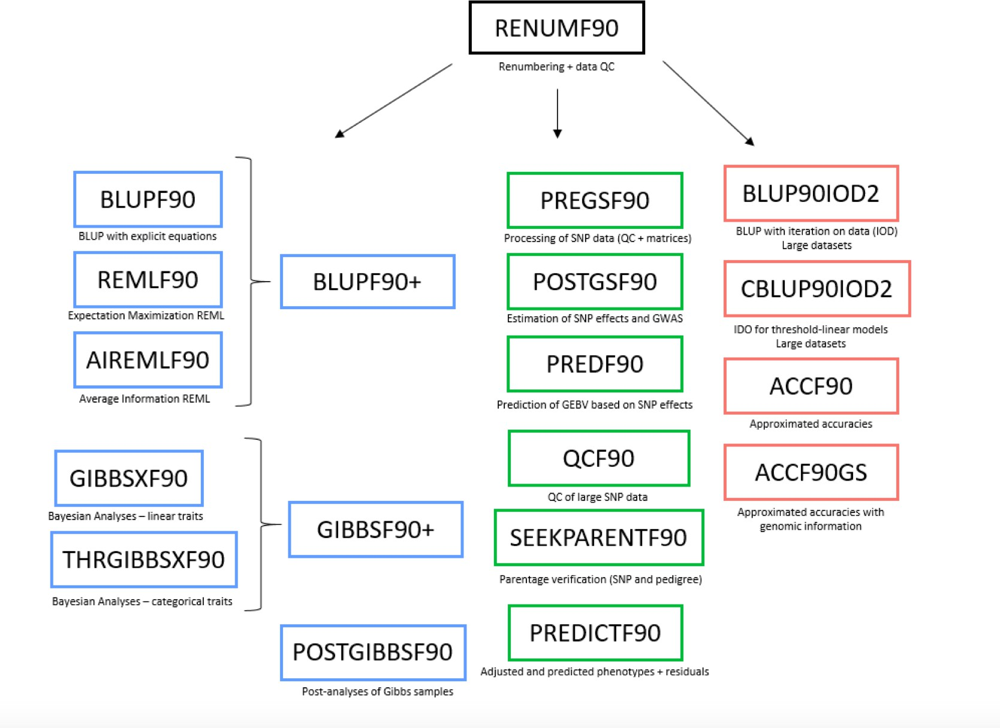 RENUMF90
Renumbering + data QC
BLUPF90
BLUP with explicit equations
REMLF90
Expectation Maximization REML
AIREMLF90
Average Information REML
BLUPF90+
GIBBSXF90
Bayesian Analyses – linear traits
THRGIBBSXF90
Bayesian Analyses – categorical traits
GIBBSF90+
POSTGIBBSF90
Post-analyses of Gibbs samples
PREGSF90
Processing of SNP data (QC + matrices)
POSTGSF90
Estimation of SNP effects and GWAS
PREDF90
Prediction of GEBV based on SNP effects
QCF90
QC of large SNP data
SEEKPARENTF90
Parentage verification (SNP and pedigree)
PREDICTF90
Adjusted and predicted phenotypes + residuals
BLUP90IOD2
BLUP with iteration on data (IOD)
Large datasets
CBLUP90IOD2
IDO for threshold-linear models
Large datasets
ACCF90
Approximated accuracies
ACCF90GS
Approximated accuracies with
genomic information